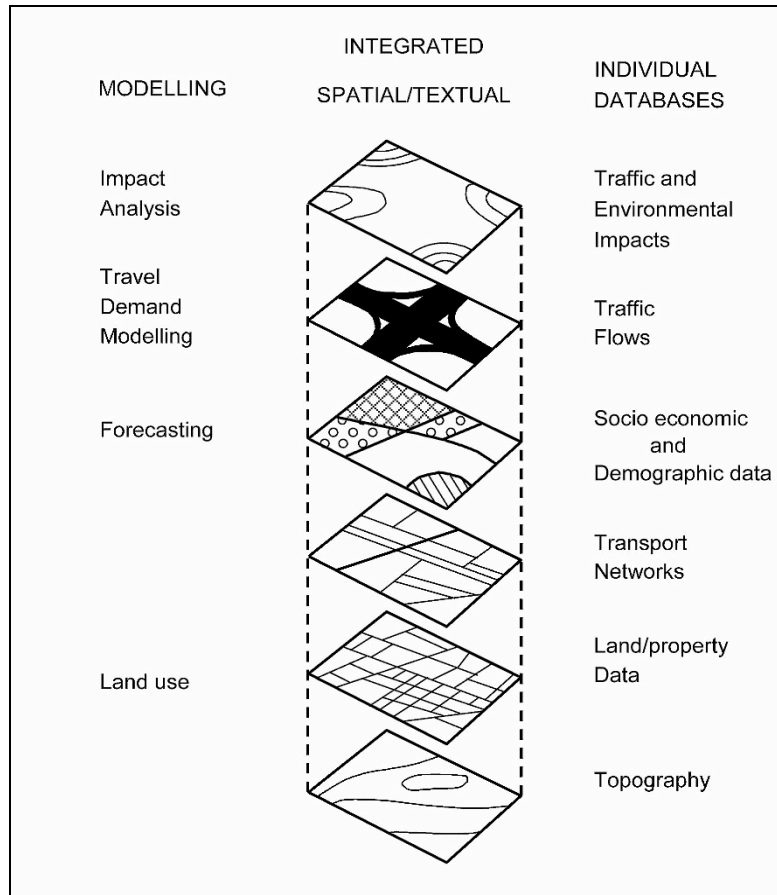 MODELLING
INTEGRATED
SPATIAL/TEXTUAL
INDIVIDUAL
DATABASES
Impact
Analysis
Traffic and
Environmental
Impacts
Travel
Demand
Modelling
Traffic
Flows
Forecasting
Socio economic
and
Demographic data
Transport
Networks
Land use
Land/property
Data
Topography